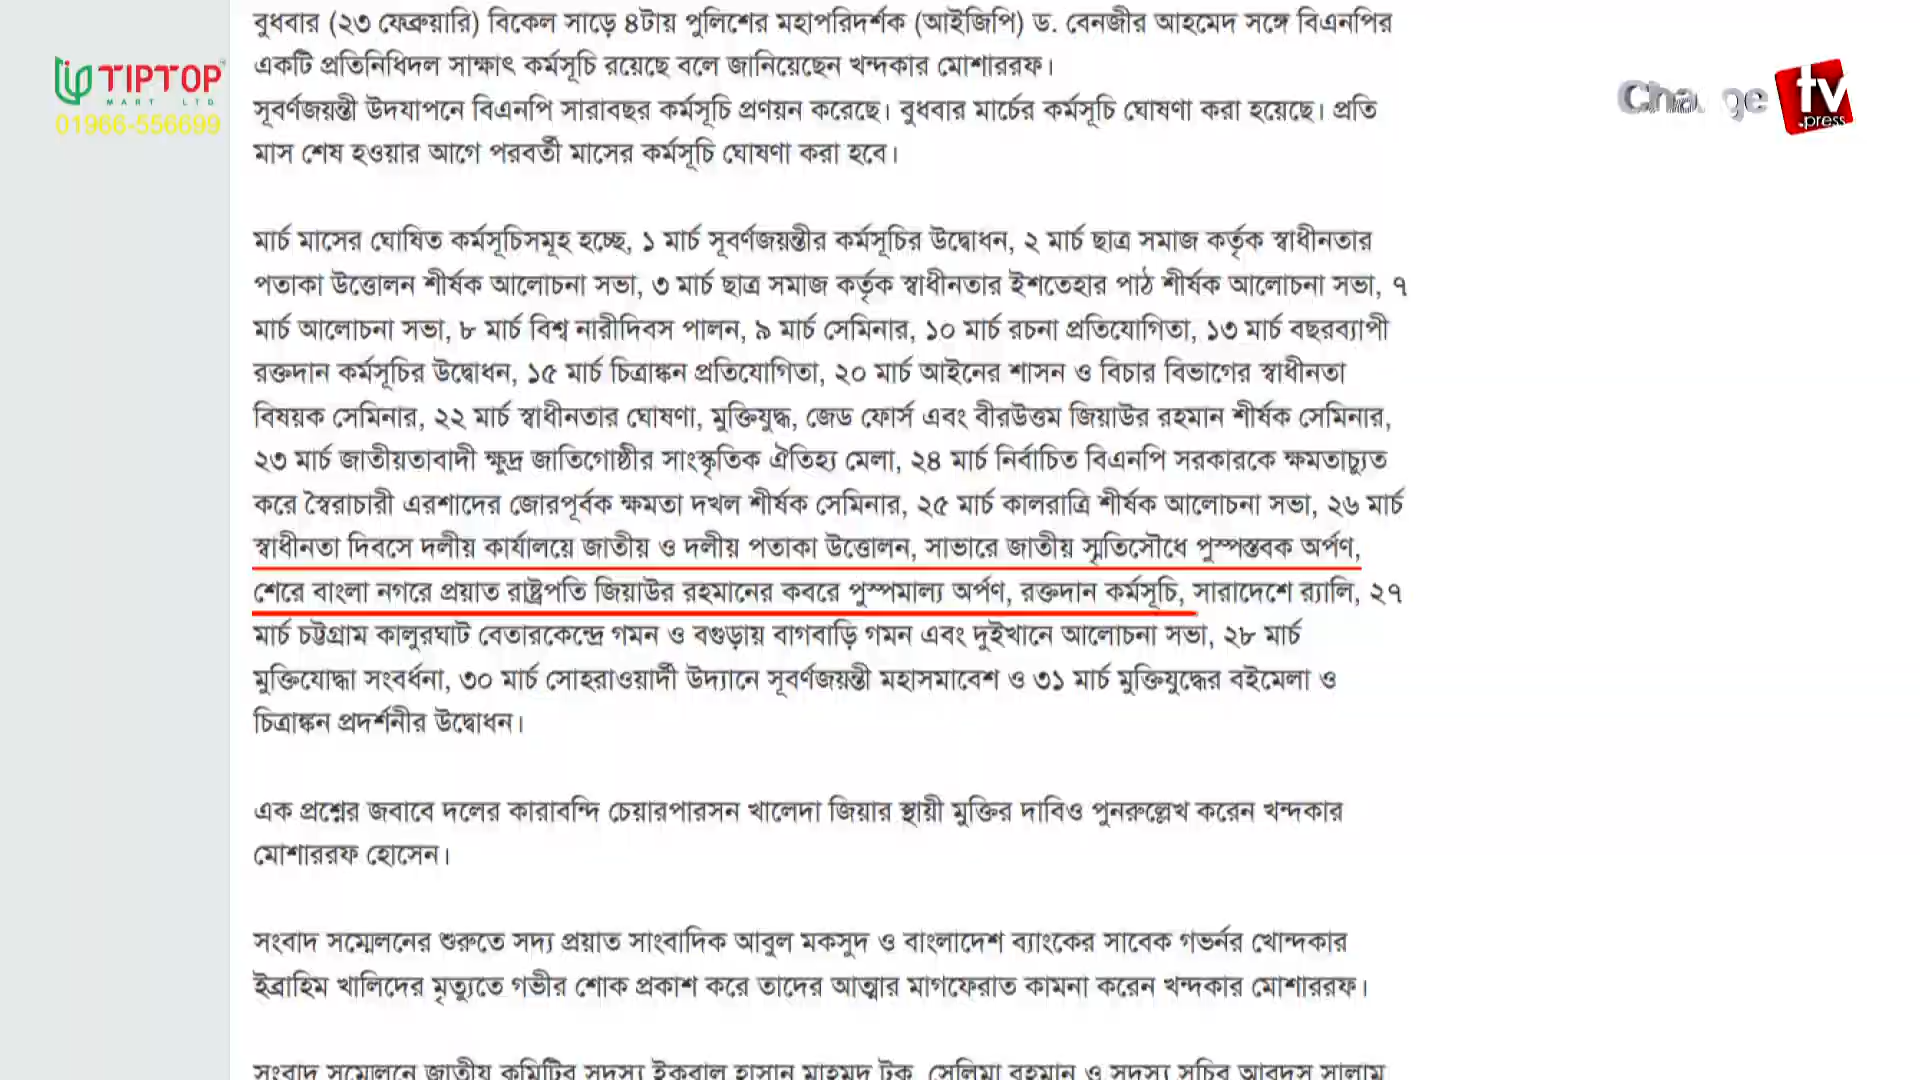 বুধবার (২৩ ফেব্রুয়ারি) বিকেল সাড়ে ৪টায় পুলিশের মহাপরিদর্শক (আইজিপি) ড. বেনজীর আহমেদ সঙ্গে বিএনপির
একটি প্রতিনিধিদল সাক্ষাৎ কর্মসূচি রয়েছে বলে জানিয়েছেন খন্দকার মোশাররফ।
সূবর্ণজয়ন্তী উদযাপনে বিএনপি সারাবছর কর্মসূচি প্রণয়ন করেছে। বুধবার মার্চের কর্মসূচি ঘোষণা করা হয়েছে। প্রতি
মাস শেষ হওয়ার আগে পরবর্তী মাসের কর্মসূচি ঘোষণা করা হবে।
মার্চ মাসের ঘোষিত কর্মসূচিসমূহ হচ্ছে, ১ মার্চ সূবর্ণজয়ন্তীর কর্মসূচির উদ্বোধন, ২ মার্চ ছাত্র সমাজ কর্তৃক স্বাধীনতার
পতাকা উত্তোলন শীর্ষক আলোচনা সভা, ৩ মার্চ ছাত্র সমাজ কর্তৃক স্বাধীনতার ইশতেহার পাঠ শীর্ষক আলোচনা সভা, ৭
মার্চ আলোচনা সভা, ৮ মার্চ বিশ্ব নারীদিবস পালন, ৯ মার্চ সেমিনার, ১০ মার্চ রচনা প্রতিযোগিতা, ১৩ মার্চ বছরব্যাপী
রক্তদান কর্মসূচির উদ্বোধন, ১৫ মার্চ চিত্রাঙ্কন প্রতিযোগিতা, ২০ মার্চ আইনের শাসন ও বিচার বিভাগের স্বাধীনতা
বিষয়ক সেমিনার, ২২ মার্চ স্বাধীনতার ঘোষণা, মুক্তিযুদ্ধ, জেড ফোর্স এবং বীরউত্তম জিয়াউর রহমান শীর্ষক সেমিনার,
২৩ মার্চ জাতীয়তাবাদী ক্ষুদ্র জাতিগোষ্ঠীর সাংস্কৃতিক ঐতিহ্য মেলা, ২৪ মার্চ নির্বাচিত বিএনপি সরকারকে ক্ষমতাচ্যুত
করে স্বৈরাচারী এরশাদের জোরপূর্বক ক্ষমতা দখল শীর্ষক সেমিনার, ২৫ মার্চ কালরাত্রি শীর্ষক আলোচনা সভা, ২৬ মার্চ
স্বাধীনতা দিবসে দলীয় কার্যালয়ে জাতীয় ও দলীয় পতাকা উত্তোলন, সাভারে জাতীয় স্মৃতিসৌধে পুস্পস্তবক অর্পণ,
শেরে বাংলা নগরে প্রয়াত রাষ্ট্রপতি জিয়াউর রহমানের কবরে পুস্পমাল্য অর্পণ, রক্তদান কর্মসূচি, সারাদেশে র‍্যালি, ২৭
মার্চ চট্টগ্রাম কালুরঘাট বেতারকেন্দ্রে গমন ও বগুড়ায় বাগবাড়ি গমন এবং দুইখানে আলোচনা সভা, ২৮ মার্চ
মুক্তিযোদ্ধা সংবর্ধনা, ৩০ মার্চ সোহরাওয়ার্দী উদ্যানে সূবর্ণজয়ন্তী মহাসমাবেশ ও ৩১ মার্চ মুক্তিযুদ্ধের বইমেলা ও
চিত্রাঙ্কন প্রদর্শনীর উদ্বোধন।
এক প্রশ্নের জবাবে দলের কারাবন্দি চেয়ারপারসন খালেদা জিয়ার স্থায়ী মুক্তির দাবিও পুনরুল্লেখ করেন খন্দকার
মোশাররফ হোসেন।
সংবাদ সম্মেলনের শুরুতে সদ্য প্রয়াত সাংবাদিক আবুল মকসুদ ও বাংলাদেশ ব্যাংকের সাবেক গভর্নর খোন্দকার
ইব্রাহিম খালিদের মৃত্যুতে গভীর শোক প্রকাশ করে তাদের আত্মার মাগফেরাত কামনা করেন খন্দকার মোশাররফ।
সংবাদ সম্মেলনে জাতীয় কমিটির সদস্য ইকবাল হাসান মাহমুদ টুকু, সেলিমা রহমান ও সদস্য সচিব আবদুস সালাম
TIPTOP
MART LTD
01966-556699
tv
.press